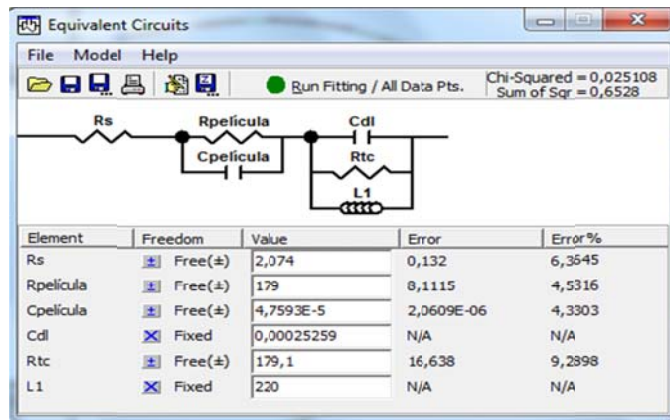 Equivalent Circuits
File Model Help
Run Fitting / All Data Pts.
Chi-Squared = 0,025108
Sum of Sqr = 0,6528
Rs
Rpelícula
Cpelícula
Cdl
Rtc
L1
Element Freedom Value Error Error%
Rs Free(±) 2,074 0,132 6,3645
Rpelícula Free(±) 179 8,1115 4,5316
Cpelícula Free(±) 4,7593E-5 2,0609E-06 4,3303
Cdl Fixed 0,00025259 N/A N/A
Rtc Free(±) 179,1 16,638 9,2898
L1 Fixed 220 N/A N/A